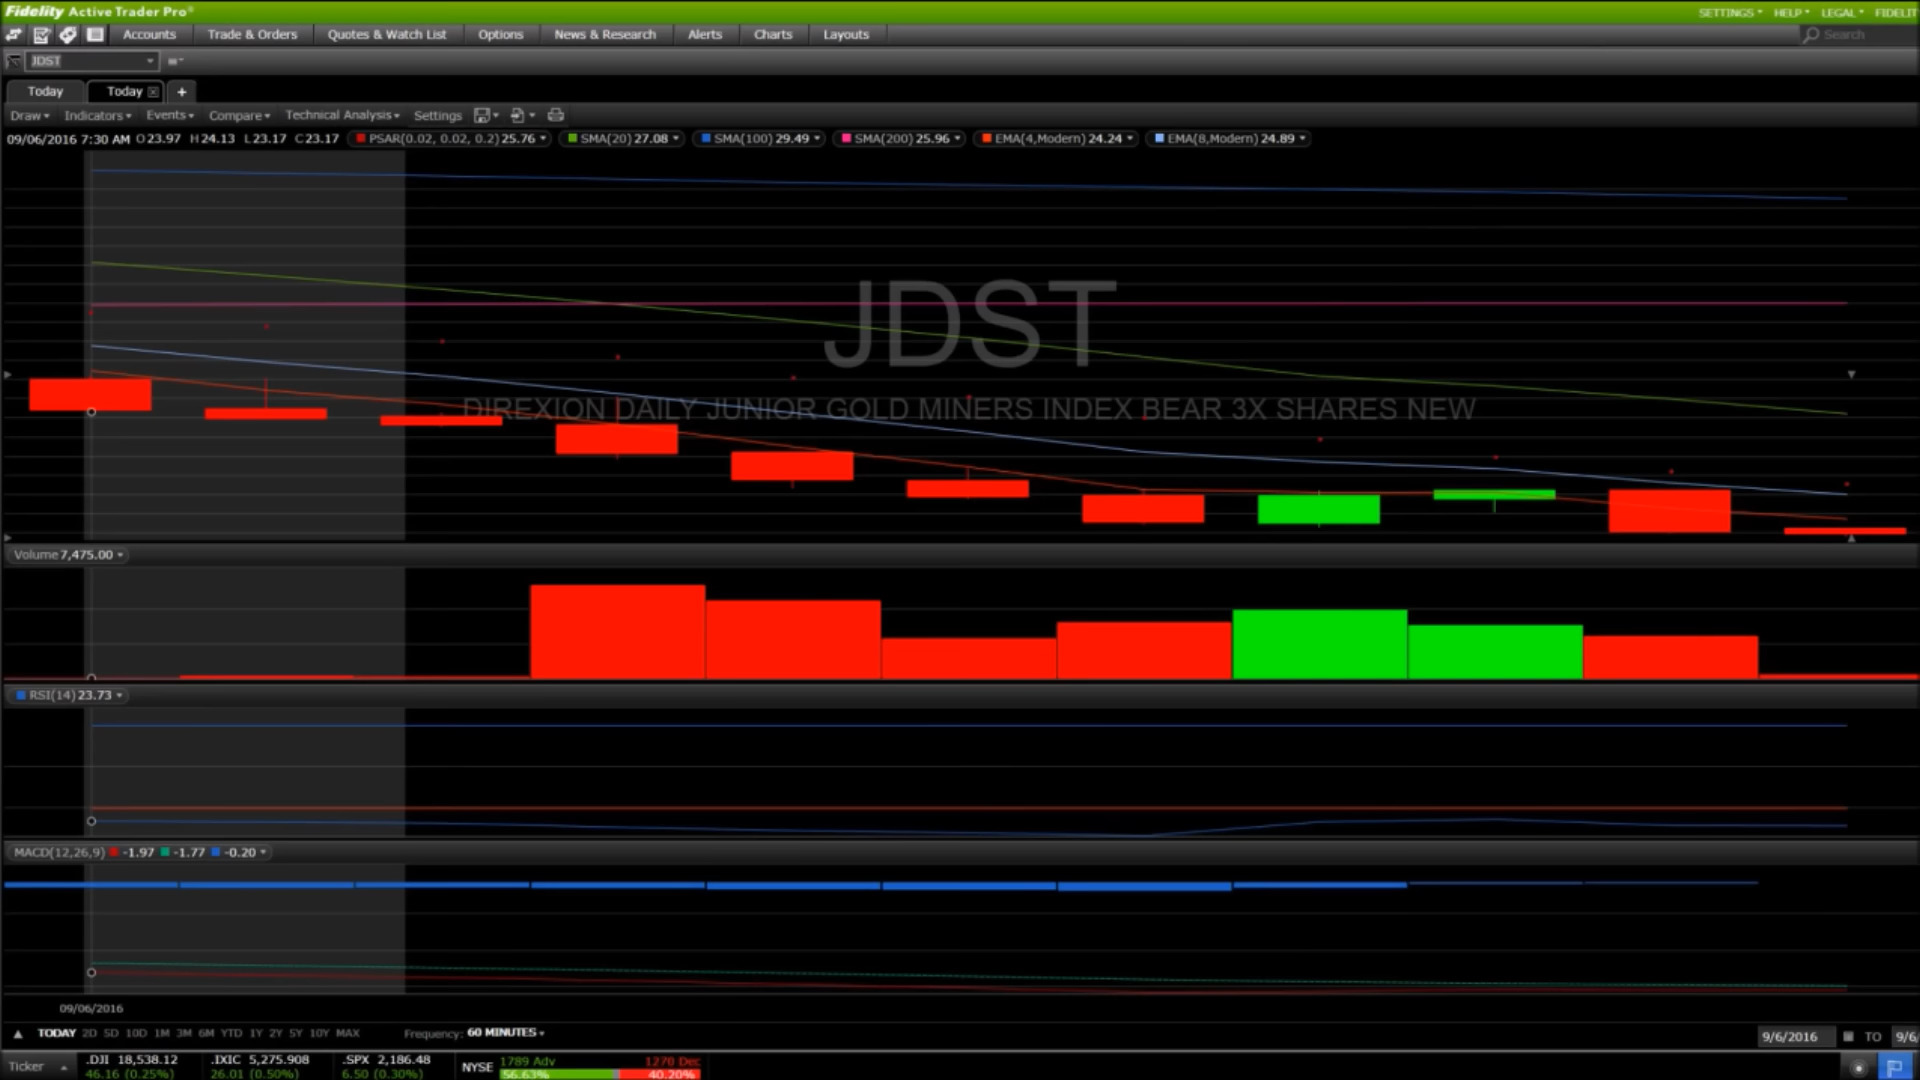 Fidelity Active Trader Pro® SETTINGS HELP LEGAL FIDELIT
Accounts Trade & Orders Quotes & Watch List Options News & Research Alerts Charts Layouts Search
JDST
Today Today +
Draw Indicators Events Compare Technical Analysis Settings
09/06/2016 7:30 AM O 23.97 H 24.13 L 23.17 C 23.17 PSAR(0.02, 0.02, 0.2) 25.76 SMA(20) 27.08 SMA(100) 29.49 SMA(200) 25.96 EMA(4,Modern) 24.24 EMA(8,Modern) 24.89
JDST
DIREXION DAILY JUNIOR GOLD MINERS INDEX BEAR 3X SHARES NEW
Volume 7,475.00
RSI(14) 23.73
MACD(12,26,9) -1.97 -1.77 -0.20
09/06/2016
TODAY 2D 5D 10D 1M 3M 6M YTD 1Y 2Y 5Y 10Y MAX Frequency: 60 MINUTES 9/6/2016 TO 9/6/
Ticker .DJI 18,538.12 .IXIC 5,275.908 .SPX 2,186.48 NYSE 1789 Adv 1270 Dec
46.16 (0.25%) 26.01 (0.50%) 6.50 (0.30%) 56.63% 40.20%